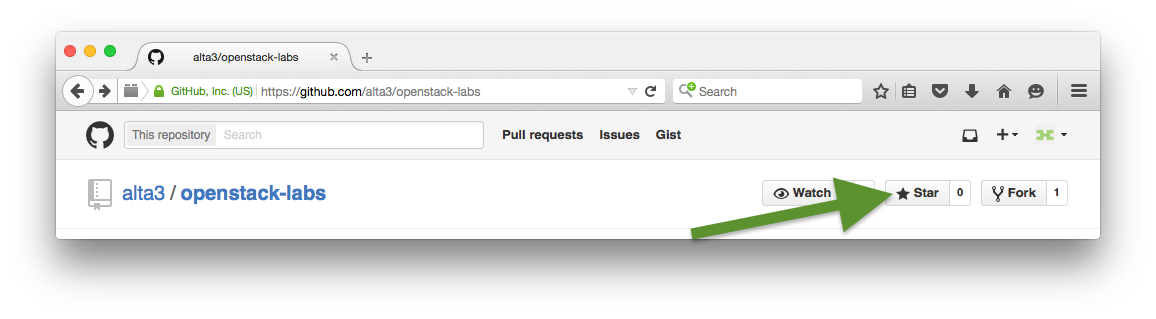 alta3/openstack-labs
GitHub, Inc. (US) https://github.com/alta3/openstack-labs Search
This repository Search Pull requests Issues Gist
alta3 / openstack-labs Watch Star 0 Fork 1